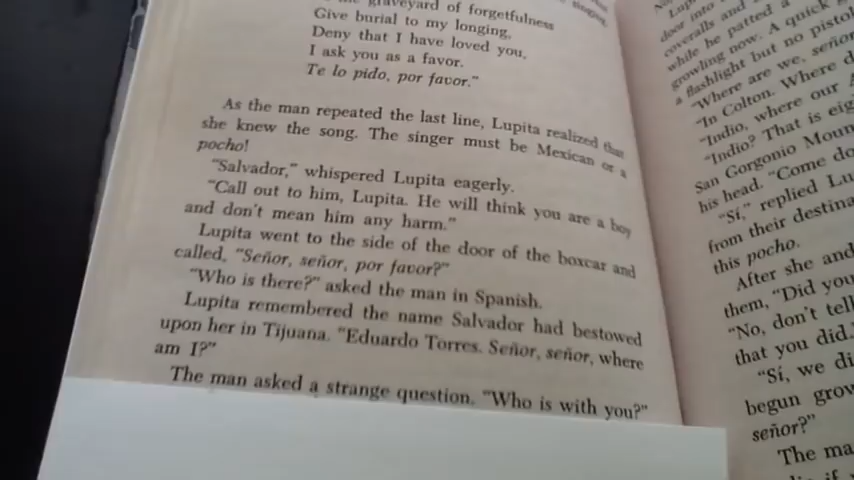 graveyard of forgetfulness
Give burial to my longing,
Deny that I have loved you,
I ask you as a favor.
Te lo pido, por favor."
As the man repeated the last line, Lupita realized that
she knew the song. The singer must be Mexican or a
pocho!
"Salvador," whispered Lupita eagerly.
"Call out to him, Lupita. He will think you are a boy
and don't mean him any harm."
Lupita went to the side of the door of the boxcar and
called, "Señor, señor, por favor?"
"Who is there?" asked the man in Spanish.
Lupita remembered the name Salvador had bestowed
upon her in Tijuana. "Eduardo Torres. Señor, señor, where
am I?"
The man asked a strange question. "Who is with you?"
door into
coveralls and
while he patted a
growling now. A quick
a flashlight but no pistol
"Where are we, señor
"In Colton. Where d
"Indio, where our A
"Indio? That is eig
San Gorgonio Moun
his head. "Come do
"Sí," replied Lu
from their destina
this pocho.
After she and
them, "Did you
"No, don't tell
that you did."
"Sí, we di
begun grow
señor?"
The ma